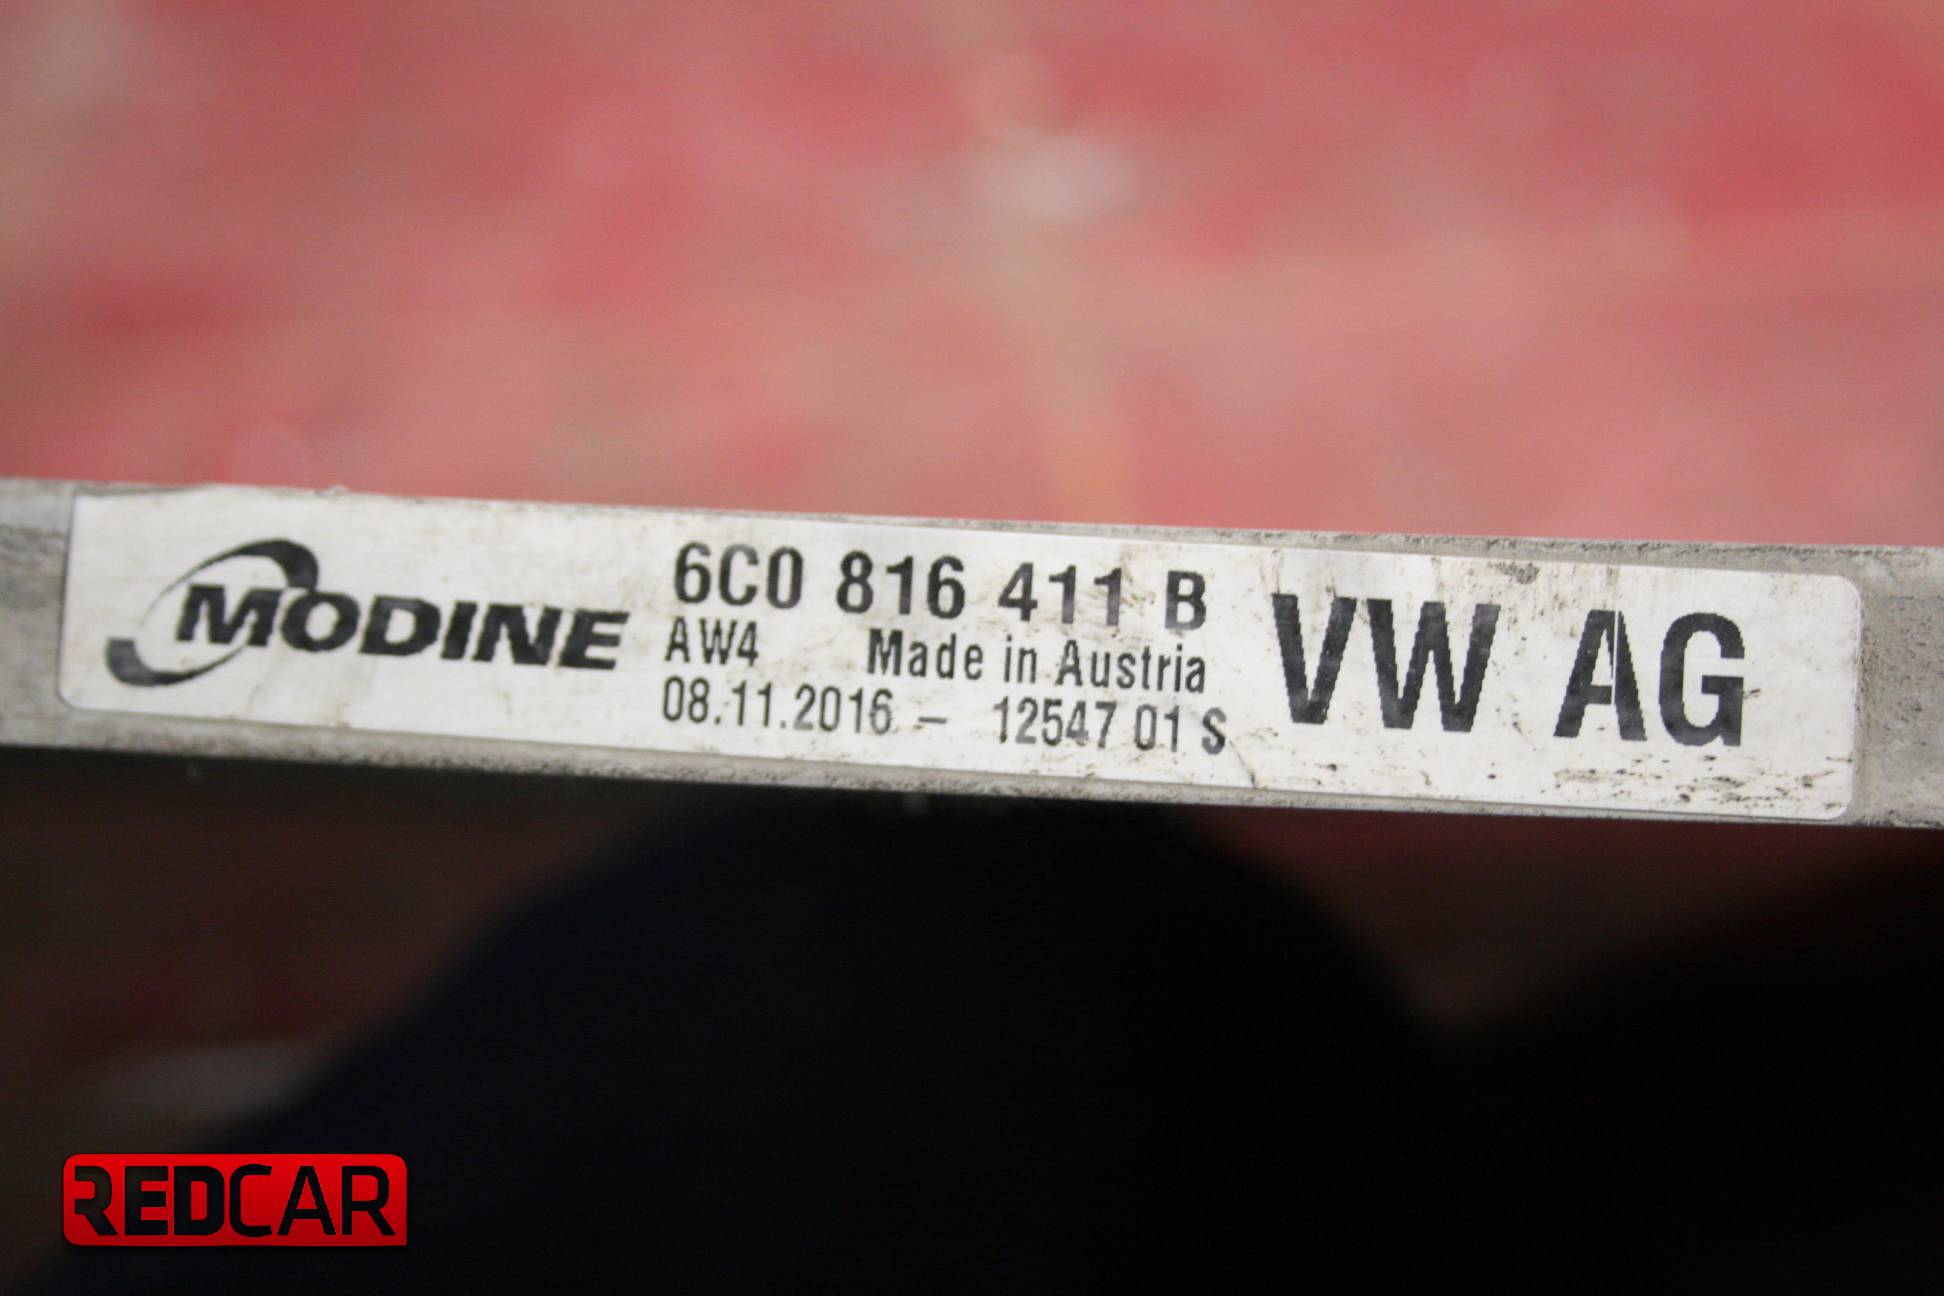 MODINE
6C0 816 411 B
AW4 Made in Austria
08.11.2016 – 12547 01 S
VW AG
REDCAR